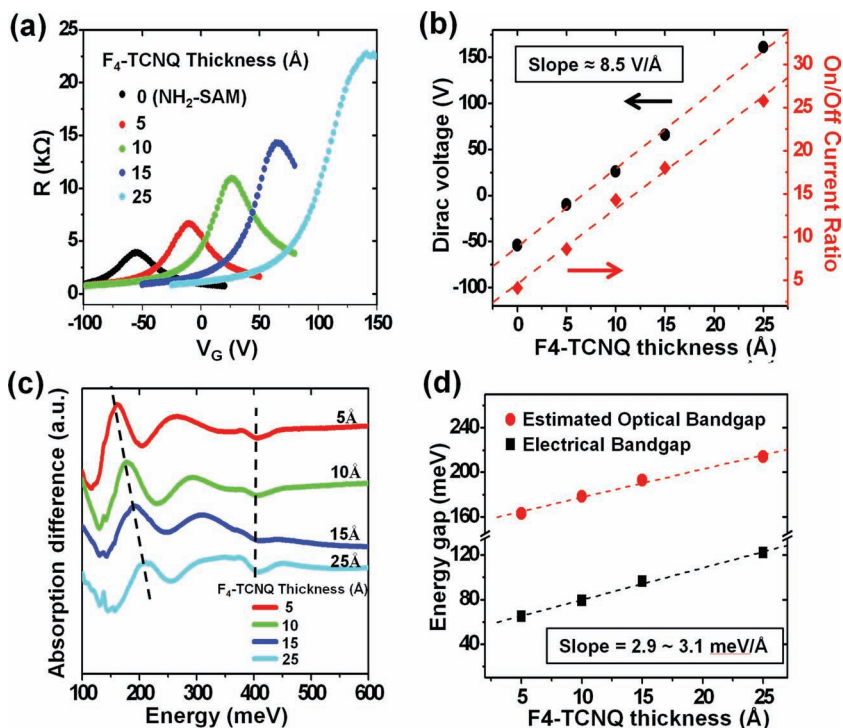 (a)
F₄-TCNQ Thickness (Å)
0 (NH₂-SAM)
5
10
15
25
R (kΩ)
25
20
15
10
5
0
-100 -50 0 50 100 150
V_G (V)
(b)
Slope ≈ 8.5 V/Å
Dirac voltage (V)
150
100
50
0
-50
-100
On/Off Current Ratio
30
25
20
15
10
5
0 5 10 15 20 25
F4-TCNQ thickness (Å)
(c)
Absorption difference (a.u.)
5Å
10Å
15Å
25Å
F₄-TCNQ Thickness (Å)
5
10
15
25
100 200 300 400 500 600
Energy (meV)
(d)
Estimated Optical Bandgap
Electrical Bandgap
Energy gap (meV)
240
200
160
120
80
40
Slope = 2.9 ~ 3.1 meV/Å
5 10 15 20 25
F4-TCNQ thickness (Å)